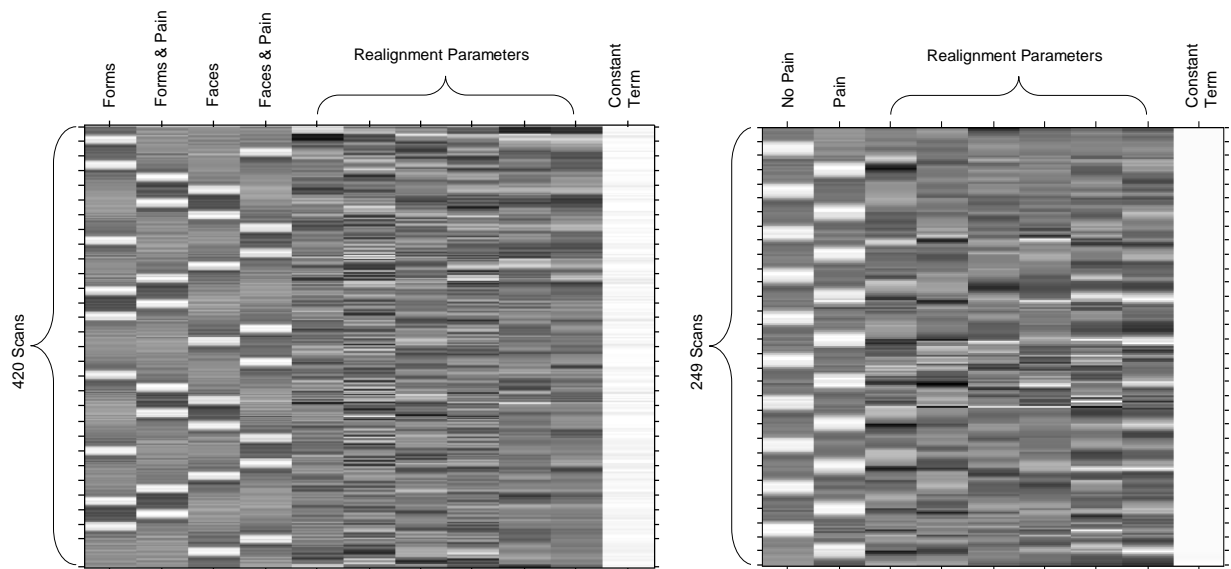 Forms
Forms & Pain
Faces
Faces & Pain
Realignment Parameters
Constant
Term
420 Scans
No Pain
Pain
Realignment Parameters
Constant
Term
249 Scans